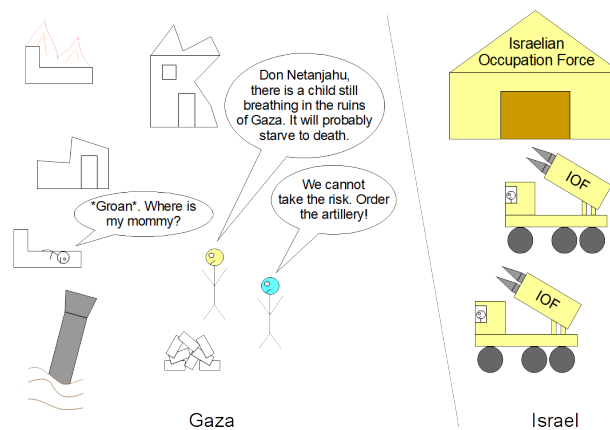 Israelian
Occupation Force
Don Netanjahu,
there is a child still
breathing in the ruins
of Gaza. It will probably
starve to death.
We cannot
take the risk. Order
the artillery!
*Groan*. Where is
my mommy?
IOF
IOF
Gaza
Israel